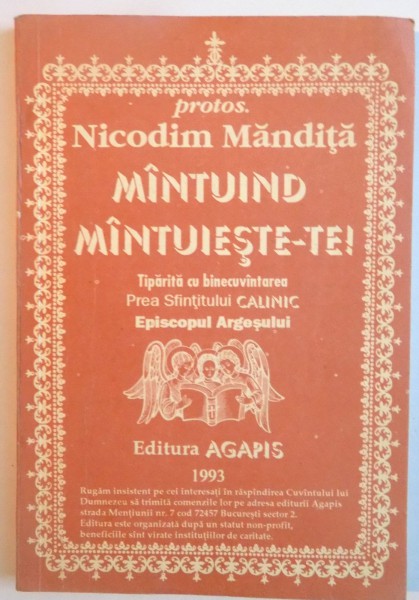 protos.
Nicodim Măndiţă
MÎNTUIND
MÎNTUIEŞTE-TE!
Tipărită cu binecuvîntarea
Prea Sfinţitului CALINIC
Episcopul Argeşului
Editura AGAPIS
1993
Rugăm insistent pe cei interesaţi în răspîndirea Cuvîntului lui
Dumnezeu să trimită comenzile lor pe adresa editurii Agapis
strada Menţiunii nr. 7 cod 72457 Bucureşti sector 2.
Editura este organizată după un statut non-profit,
beneficiile sînt virate instituţiilor de caritate.